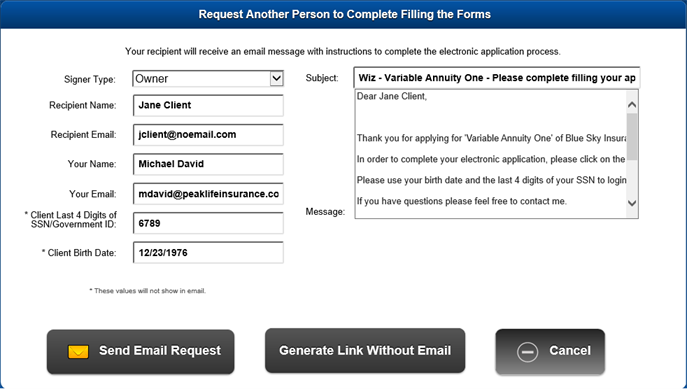 Request Another Person to Complete Filling the Forms
Your recipient will receive an email message with instructions to complete the electronic application process.
Signer Type: Owner
Recipient Name: Jane Client
Recipient Email: jclient@noemail.com
Your Name: Michael David
Your Email: mdavid@peaklifeinsurance.co
* Client Last 4 Digits of
SSN/Government ID: 6789
* Client Birth Date: 12/23/1976
* These values will not show in email.
Subject: Wiz - Variable Annuity One - Please complete filling your ap
Message:
Dear Jane Client,
Thank you for applying for 'Variable Annuity One' of Blue Sky Insura
In order to complete your electronic application, please click on the
Please use your birth date and the last 4 digits of your SSN to login
If you have questions please feel free to contact me.
Send Email Request
Generate Link Without Email
Cancel